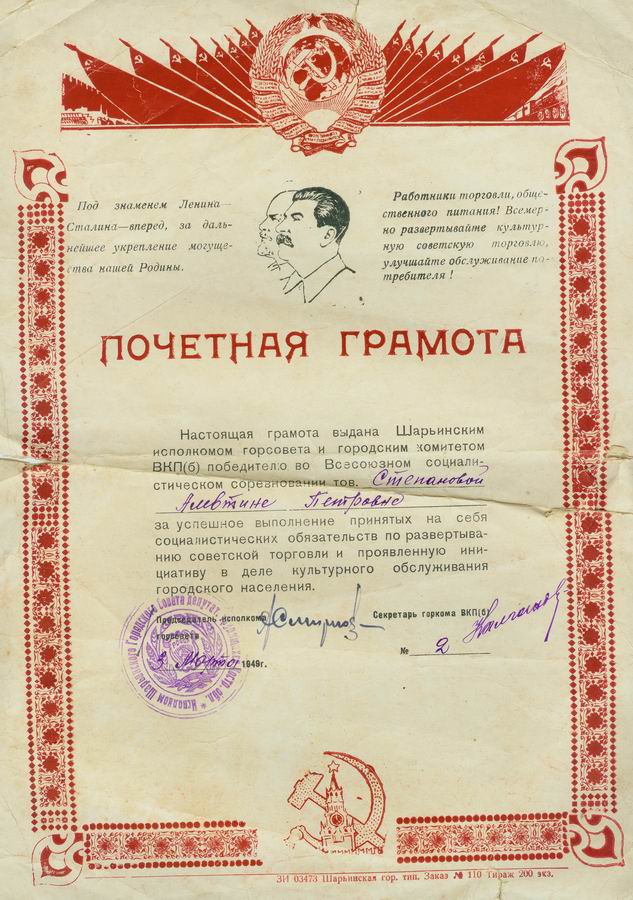 Под знаменем Ленина—
Сталина—вперед, за даль-
нейшее укрепление могуще-
ства нашей Родины.
Работники торговли, обще-
ственного питания! Всемер-
но развертывайте культур-
ную советскую торговлю,
улучшайте обслуживание по-
требителя!
ПОЧЕТНАЯ ГРАМОТА
Настоящая грамота выдана Шарьинским
исполкомом горсовета и городским комитетом
ВКП(б) победителю во Всесоюзном социали-
стическом соревновании тов. Степановой
Алевтине Петровне
за успешное выполнение принятых на себя
социалистических обязательств по развертыва-
нию советской торговли и проявленную ини-
циативу в деле культурного обслуживания
городского населения.
Председатель исполкома
горсовета
Секретарь горкома ВКП(б)
3 Марта 1949г.
№ 2
ЗИ 03473 Шарьинская гор. тип. Заказ № 110 Тираж 200 экз.